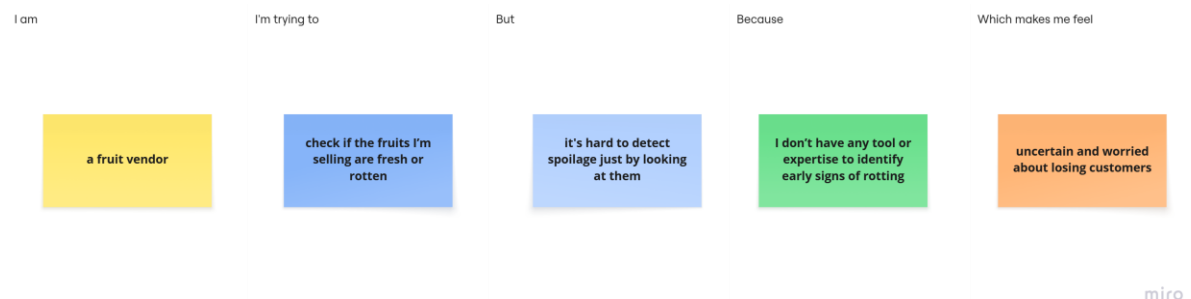 I am
I'm trying to
But
Because
Which makes me feel
a fruit vendor
check if the fruits I'm
selling are fresh or
rotten
it's hard to detect
spoilage just by looking
at them
I don't have any tool or
expertise to identify
early signs of rotting
uncertain and worried
about losing customers
miro